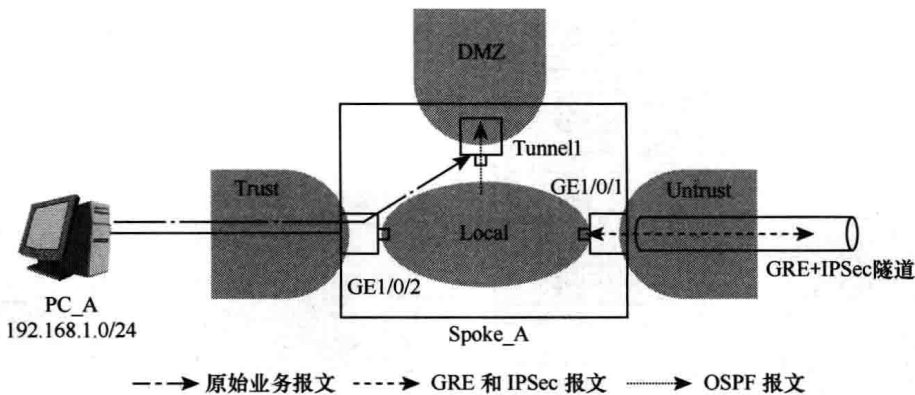 DMZ
Tunnel1
Trust
GE1/0/1
Untrust
Local
GE1/0/2
GRE+IPSec隧道
PC_A
192.168.1.0/24
Spoke_A
原始业务报文
GRE 和 IPSec 报文
OSPF 报文